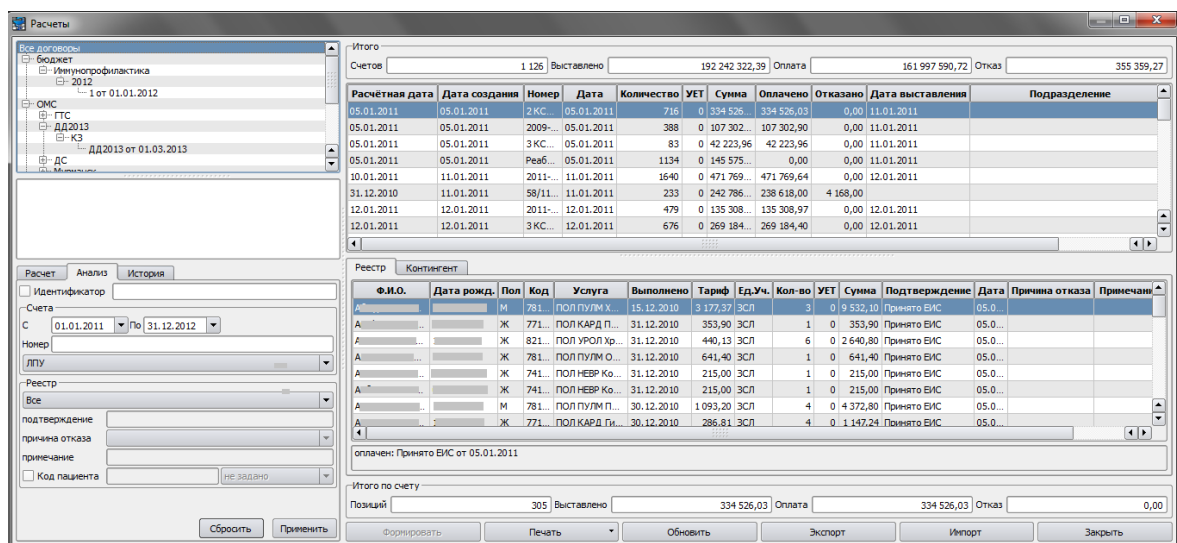 Расчеты
Все договоры
бюджет
Иммунопрофилактика
2012
1 от 01.01.2012
ОМС
ГТС
ДД2013
КЗ
ДД2013 от 01.03.2013
ДС
Расчет Анализ История
Идентификатор
Счета
С 01.01.2011 По 31.12.2012
Номер
ЛПУ
Реестр
Все
подтверждение
причина отказа
примечание
Код пациента не задано
Сбросить Применить
Итого
Счетов 1 126 Выставлено 192 242 322,39 Оплата 161 997 590,72 Отказ 355 359,27
Расчётная дата Дата создания Номер Дата Количество УЕТ Сумма Оплачено Отказано Дата выставления Подразделение
05.01.2011 05.01.2011 2 КС... 05.01.2011 716 0 334 526... 334 526,03 0,00 11.01.2011
05.01.2011 05.01.2011 2009-... 05.01.2011 388 0 107 302... 107 302,90 0,00 11.01.2011
05.01.2011 05.01.2011 3 КС... 05.01.2011 83 0 42 223,96 42 223,96 0,00 11.01.2011
05.01.2011 05.01.2011 Реаб... 05.01.2011 1134 0 145 575... 0,00 0,00 11.01.2011
10.01.2011 11.01.2011 2011-... 11.01.2011 1640 0 471 769... 471 769,64 0,00 12.01.2011
31.12.2010 11.01.2011 58/11... 11.01.2011 233 0 242 786... 238 618,00 4 168,00
12.01.2011 12.01.2011 2011-... 12.01.2011 479 0 135 308... 135 308,97 0,00 12.01.2011
12.01.2011 12.01.2011 3 КС... 12.01.2011 676 0 269 184... 269 184,40 0,00 12.01.2011
Реестр Контингент
Ф.И.О. Дата рожд. Пол Код Услуга Выполнено Тариф Ед.Уч. Кол-во УЕТ Сумма Подтверждение Дата Причина отказа Примечани
М 781... ПОЛ ПУЛМ Х... 15.12.2010 3 177,37 ЗСЛ 3 0 9 532,10 Принято ЕИС 05.0...
А Ж 771... ПОЛ КАРД П... 31.12.2010 353,90 ЗСЛ 1 0 353,90 Принято ЕИС 05.0...
А Ж 821... ПОЛ УРОЛ Хр... 31.12.2010 440,13 ЗСЛ 6 0 2 640,80 Принято ЕИС 05.0...
А Ж 781... ПОЛ ПУЛМ О... 31.12.2010 641,40 ЗСЛ 1 0 641,40 Принято ЕИС 05.0...
А Ж 741... ПОЛ НЕВР Ко... 31.12.2010 215,00 ЗСЛ 1 0 215,00 Принято ЕИС 05.0...
А Ж 741... ПОЛ НЕВР Ко... 31.12.2010 215,00 ЗСЛ 1 0 215,00 Принято ЕИС 05.0...
А М 781... ПОЛ ПУЛМ П... 30.12.2010 1 093,20 ЗСЛ 4 0 4 372,80 Принято ЕИС 05.0...
А Ж 771... ПОЛ КАРД Ги... 30.12.2010 286,81 ЗСЛ 4 0 1 147,24 Принято ЕИС 05.0...
оплачен: Принято ЕИС от 05.01.2011
Итого по счету
Позиций 305 Выставлено 334 526,03 Оплата 334 526,03 Отказ 0,00
Формировать Печать Обновить Экспорт Импорт Закрыть